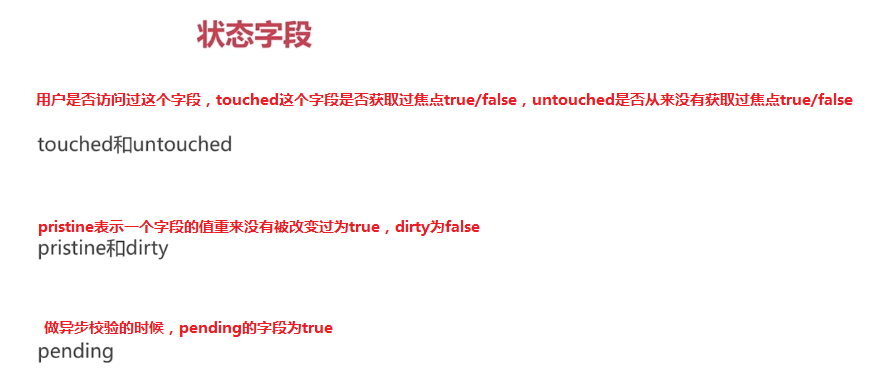 状态字段
用户是否访问过这个字段，touched这个字段是否获取过焦点true/false，untouched是否从来没有获取过焦点true/false
touched和untouched
pristine表示一个字段的值重来没有被改变过为true，dirty为false
pristine和dirty
做异步校验的时候，pending的字段为true
pending